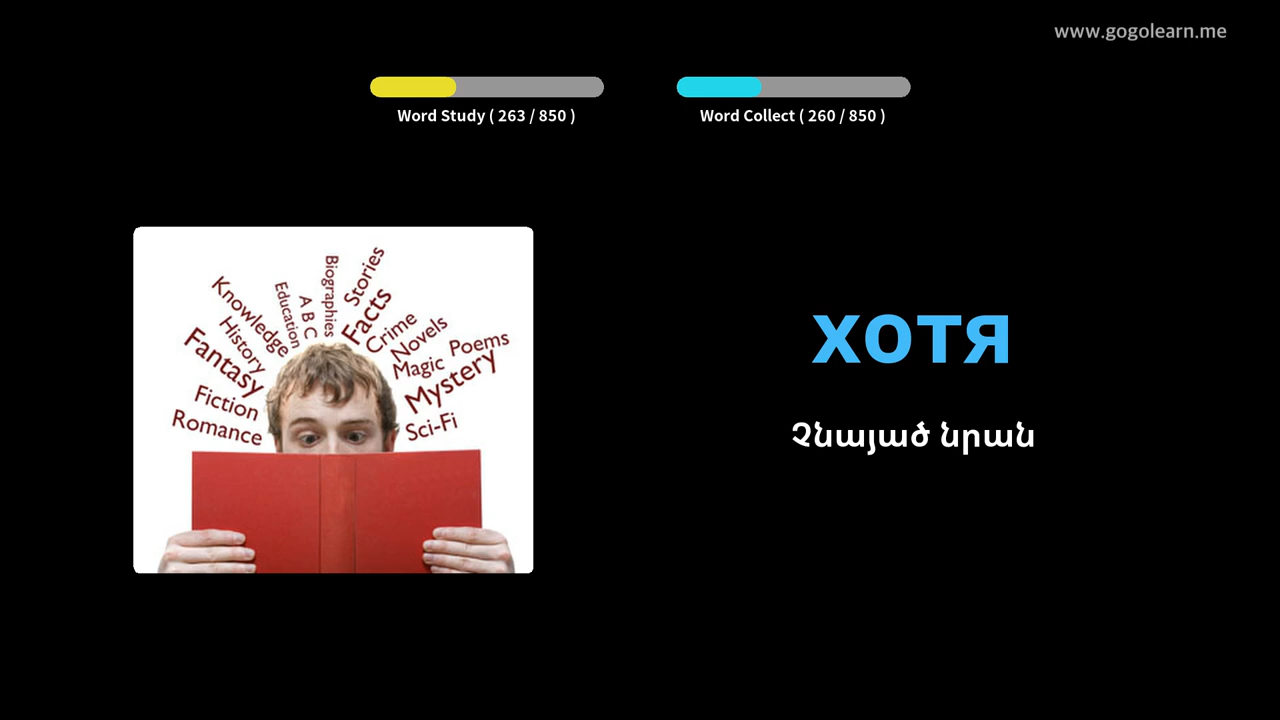 www.gogolearn.me
Word Study ( 263 / 850 )
Word Collect ( 260 / 850 )
Biographies
Stories
Education
A B C
Facts
Knowledge
Crime
History
Novels
Fantasy
Magic
Poems
Mystery
Fiction
Romance
Sci-Fi
хотя
Չնայած նրան